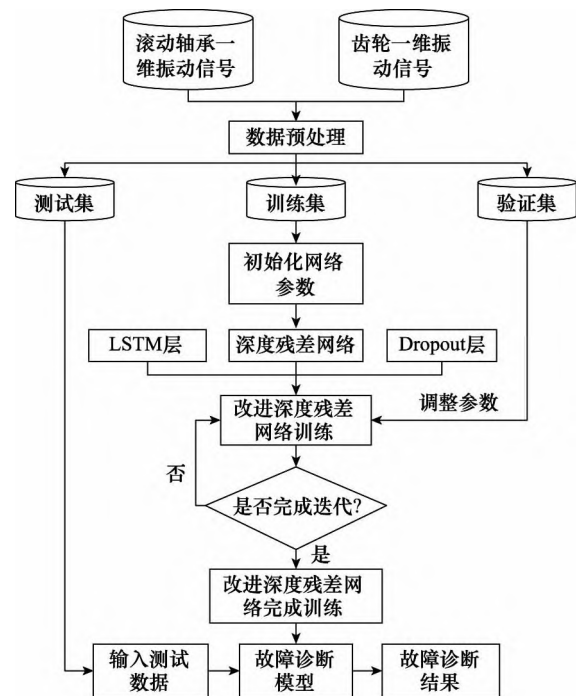 滚动轴承一
维振动信号
齿轮一维振
动信号
数据预处理
测试集
训练集
验证集
初始化网络
参数
LSTM层
深度残差网络
Dropout层
改进深度残差
网络训练
调整参数
否
是否完成迭代?
是
改进深度残差网
络完成训练
输入测试
数据
故障诊断
模型
故障诊断
结果